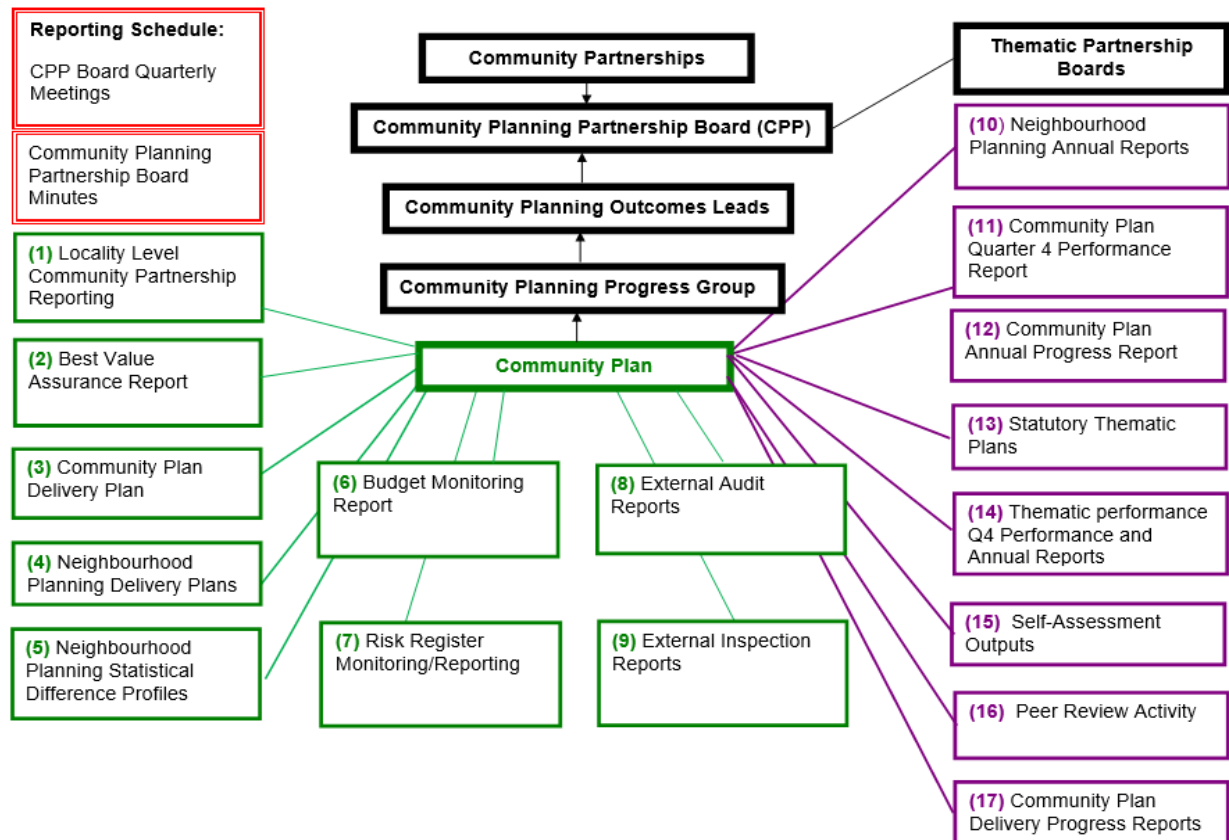 Reporting Schedule:
CPP Board Quarterly
Meetings
Community Planning
Partnership Board
Minutes
(1) Locality Level
Community Partnership
Reporting
(2) Best Value
Assurance Report
(3) Community Plan
Delivery Plan
(4) Neighbourhood
Planning Delivery Plans
(5) Neighbourhood
Planning Statistical
Difference Profiles
Community Partnerships
Community Planning Partnership Board (CPP)
Community Planning Outcomes Leads
Community Planning Progress Group
Community Plan
(6) Budget Monitoring
Report
(7) Risk Register
Monitoring/Reporting
(8) External Audit
Reports
(9) External Inspection
Reports
Thematic Partnership
Boards
(10) Neighbourhood
Planning Annual Reports
(11) Community Plan
Quarter 4 Performance
Report
(12) Community Plan
Annual Progress Report
(13) Statutory Thematic
Plans
(14) Thematic performance
Q4 Performance and
Annual Reports
(15) Self-Assessment
Outputs
(16) Peer Review Activity
(17) Community Plan
Delivery Progress Reports